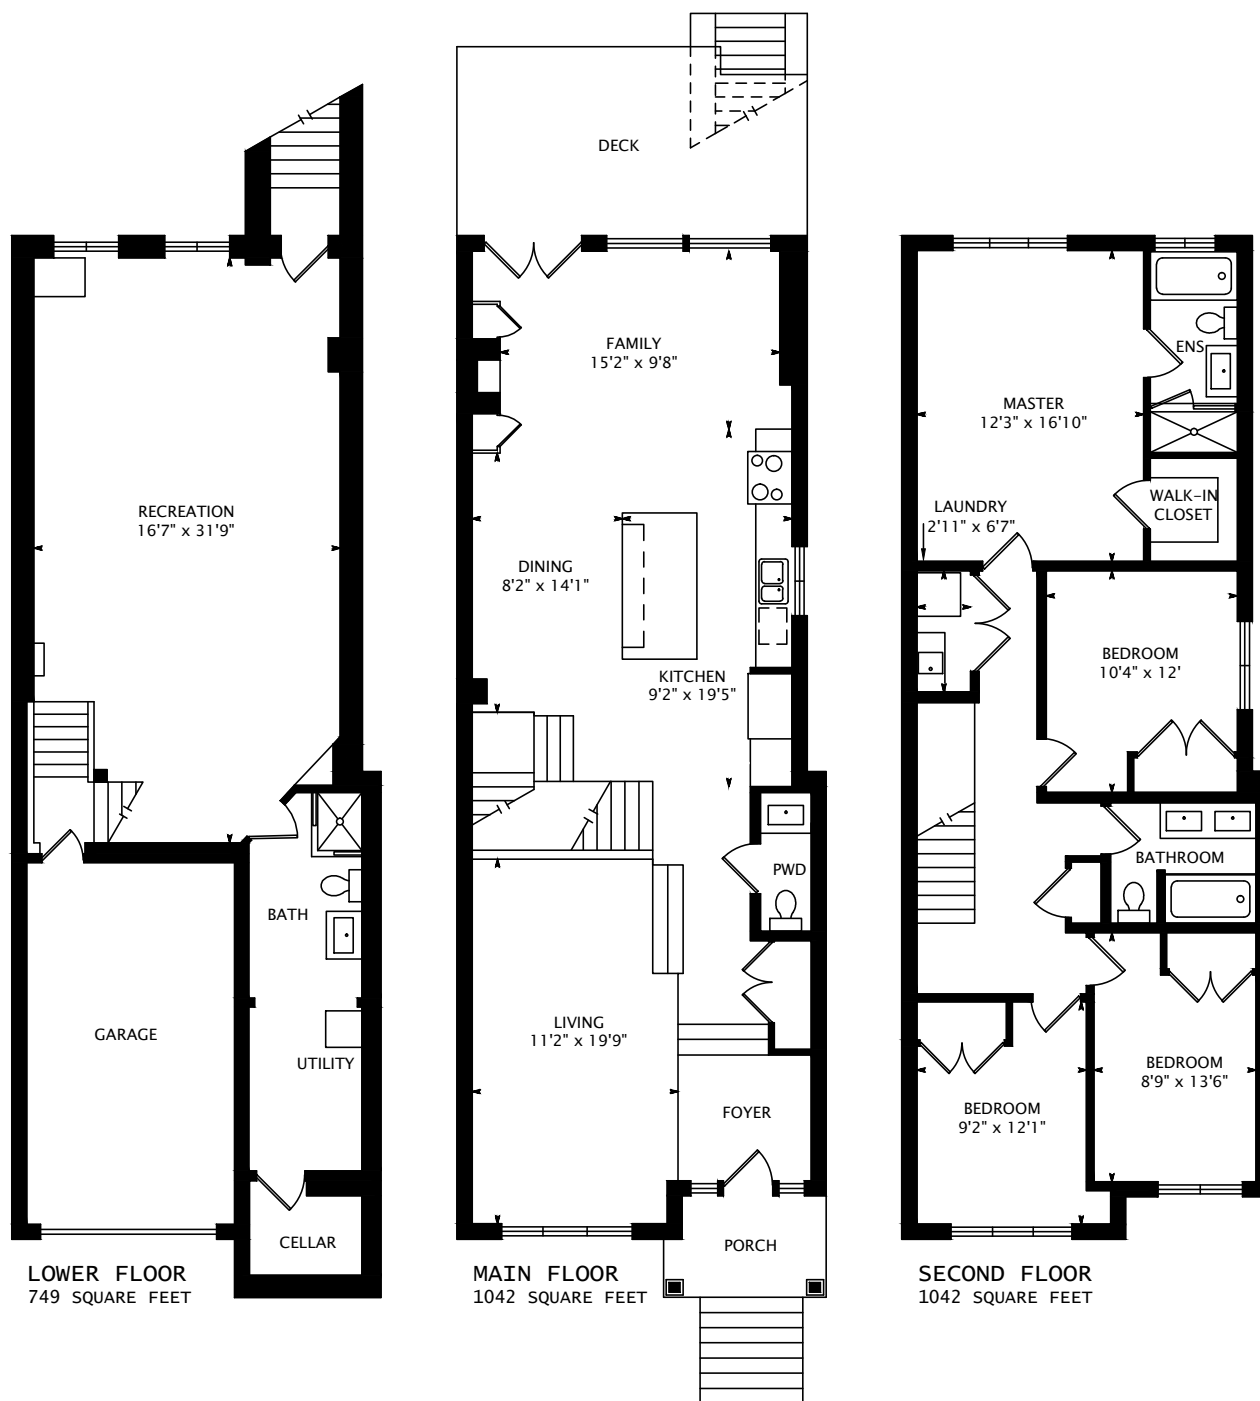 RECREATION
16'7" x 31'9"
BATH
GARAGE
UTILITY
CELLAR
LOWER FLOOR
749 SQUARE FEET
DECK
FAMILY
15'2" x 9'8"
DINING
8'2" x 14'1"
KITCHEN
9'2" x 19'5"
PWD
LIVING
11'2" x 19'9"
FOYER
PORCH
MAIN FLOOR
1042 SQUARE FEET
ENS
MASTER
12'3" x 16'10"
WALK-IN
CLOSET
LAUNDRY
2'11" x 6'7"
BEDROOM
10'4" x 12'
BATHROOM
BEDROOM
8'9" x 13'6"
BEDROOM
9'2" x 12'1"
SECOND FLOOR
1042 SQUARE FEET